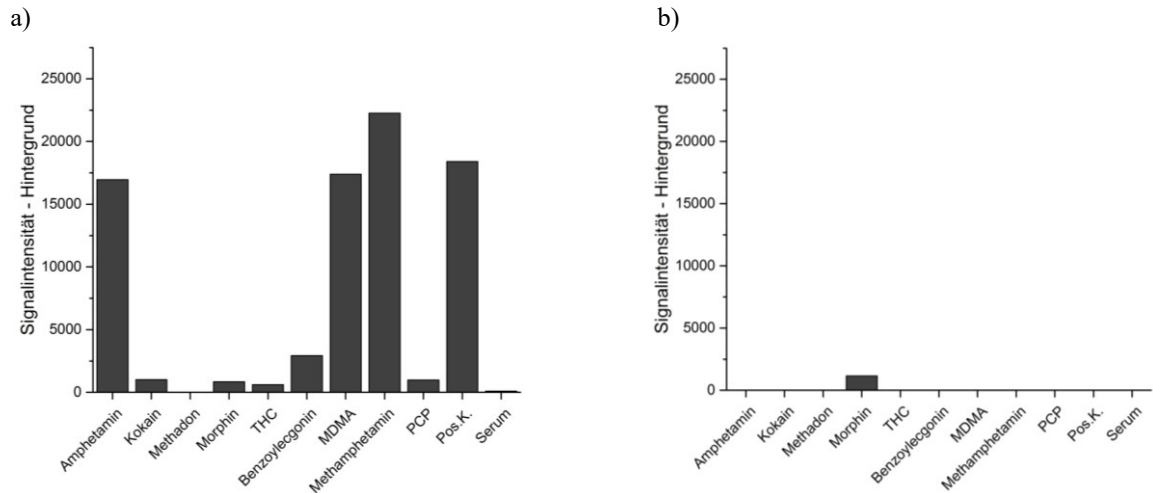 a)
25000
20000
15000
10000
5000
0
Signalintensität - Hintergrund
Amphetamin
Kokain
Methadon
Morphin
THC
Benzoylecgonin
MDMA
Methamphetamin
PCP
Pos.K.
Serum
b)
25000
20000
15000
10000
5000
0
Signalintensität - Hintergrund
Amphetamin
Kokain
Methadon
Morphin
THC
Benzoylecgonin
MDMA
Methamphetamin
PCP
Pos.K.
Serum